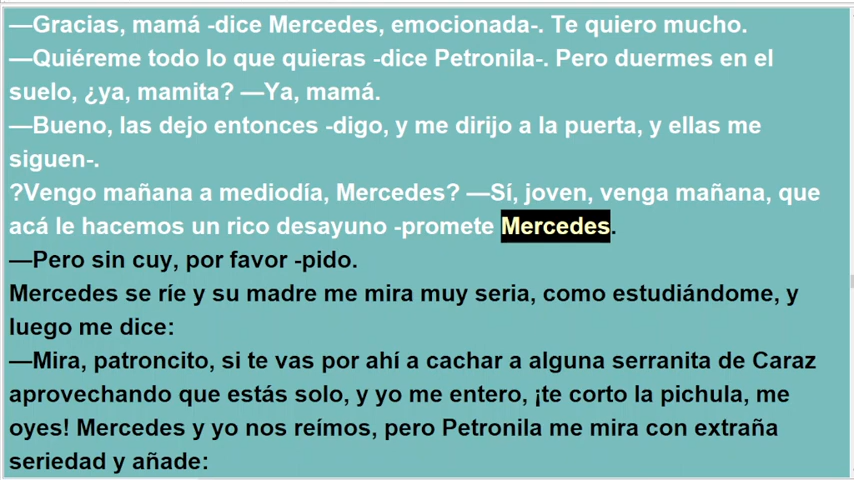 —Gracias, mamá -dice Mercedes, emocionada-. Te quiero mucho.
—Quiéreme todo lo que quieras -dice Petronila-. Pero duermes en el
suelo, ¿ya, mamita? —Ya, mamá.
—Bueno, las dejo entonces -digo, y me dirijo a la puerta, y ellas me
siguen-.
?Vengo mañana a mediodía, Mercedes? —Sí, joven, venga mañana, que
acá le hacemos un rico desayuno -promete Mercedes.
—Pero sin cuy, por favor -pido.
Mercedes se ríe y su madre me mira muy seria, como estudiándome, y
luego me dice:
—Mira, patroncito, si te vas por ahí a cachar a alguna serranita de Caraz
aprovechando que estás solo, y yo me entero, ¡te corto la pichula, me
oyes! Mercedes y yo nos reímos, pero Petronila me mira con extraña
seriedad y añade: